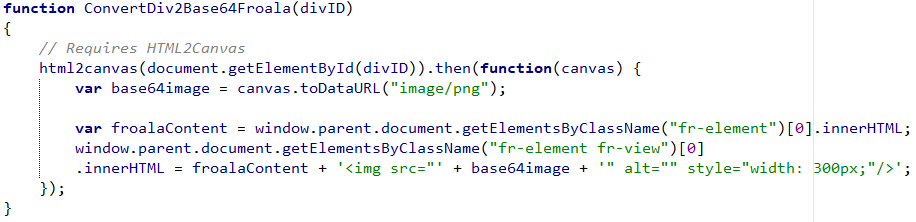 function ConvertDiv2Base64Froala(divID)
{
// Requires HTML2Canvas
html2canvas(document.getElementById(divID)).then(function(canvas) {
var base64image = canvas.toDataURL("image/png");
var froalaContent = window.parent.document.getElementsByClassName("fr-element")[0].innerHTML;
window.parent.document.getElementsByClassName("fr-element fr-view")[0]
.innerHTML = froalaContent + '<img src="' + base64image + '" alt="" style="width: 300px;"/>';
});
}